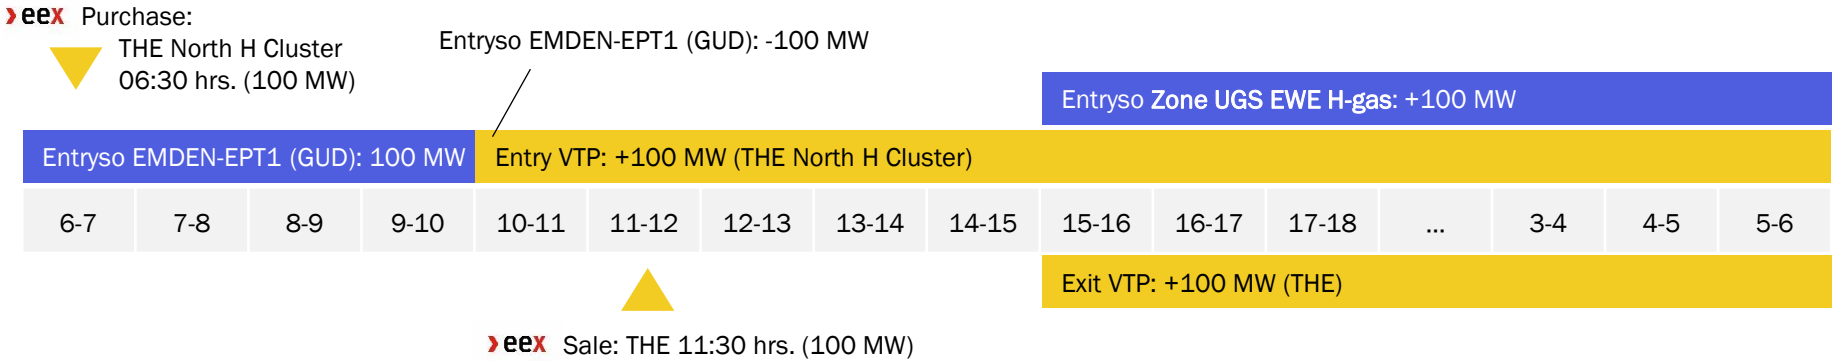 eex Purchase:
THE North H Cluster
06:30 hrs. (100 MW)
Entryso EMDEN-EPT1 (GUD): -100 MW
Entryso Zone UGS EWE H-gas: +100 MW
Entryso EMDEN-EPT1 (GUD): 100 MW
Entry VTP: +100 MW (THE North H Cluster)
6-7 7-8 8-9 9-10 10-11 11-12 12-13 13-14 14-15 15-16 16-17 17-18 ... 3-4 4-5 5-6
Exit VTP: +100 MW (THE)
eex Sale: THE 11:30 hrs. (100 MW)